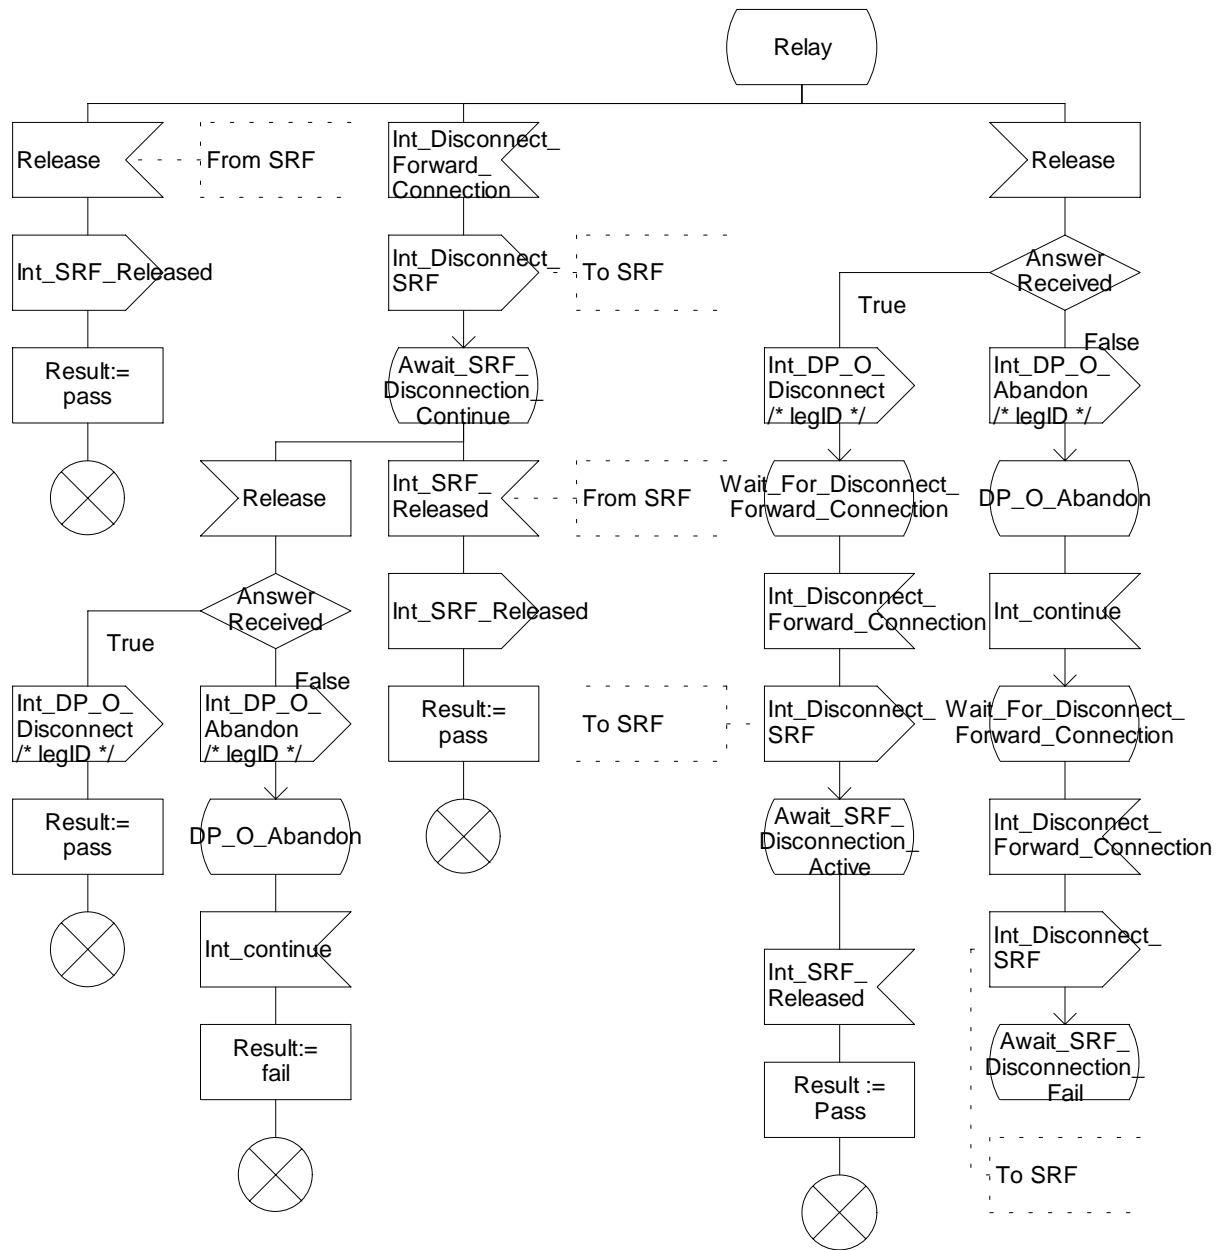 Relay
Release
From SRF
Int_Disconnect_
Forward_
Connection
Release
Int_SRF_Released
Int_Disconnect_
SRF
To SRF
Answer
Received
True
False
Result:=
pass
Await_SRF_
Disconnection_
Continue
Int_DP_O_
Disconnect
/* legID */
Int_DP_O_
Abandon
/* legID */
Release
Int_SRF_
Released
From SRF
Wait_For_Disconnect_
Forward_Connection
DP_O_Abandon
Answer
Received
True
False
Int_SRF_Released
Int_Disconnect_
Forward_Connection
Int_continue
Int_DP_O_
Disconnect
/* legID */
Int_DP_O_
Abandon
/* legID */
Result:=
pass
To SRF
Int_Disconnect_
SRF
Wait_For_Disconnect_
Forward_Connection
Result:=
pass
DP_O_Abandon
Await_SRF_
Disconnection_
Active
Int_Disconnect_
Forward_Connection
Int_continue
Int_SRF_
Released
Int_Disconnect_
SRF
Result:=
fail
Result :=
Pass
Await_SRF_
Disconnection_
Fail
To SRF